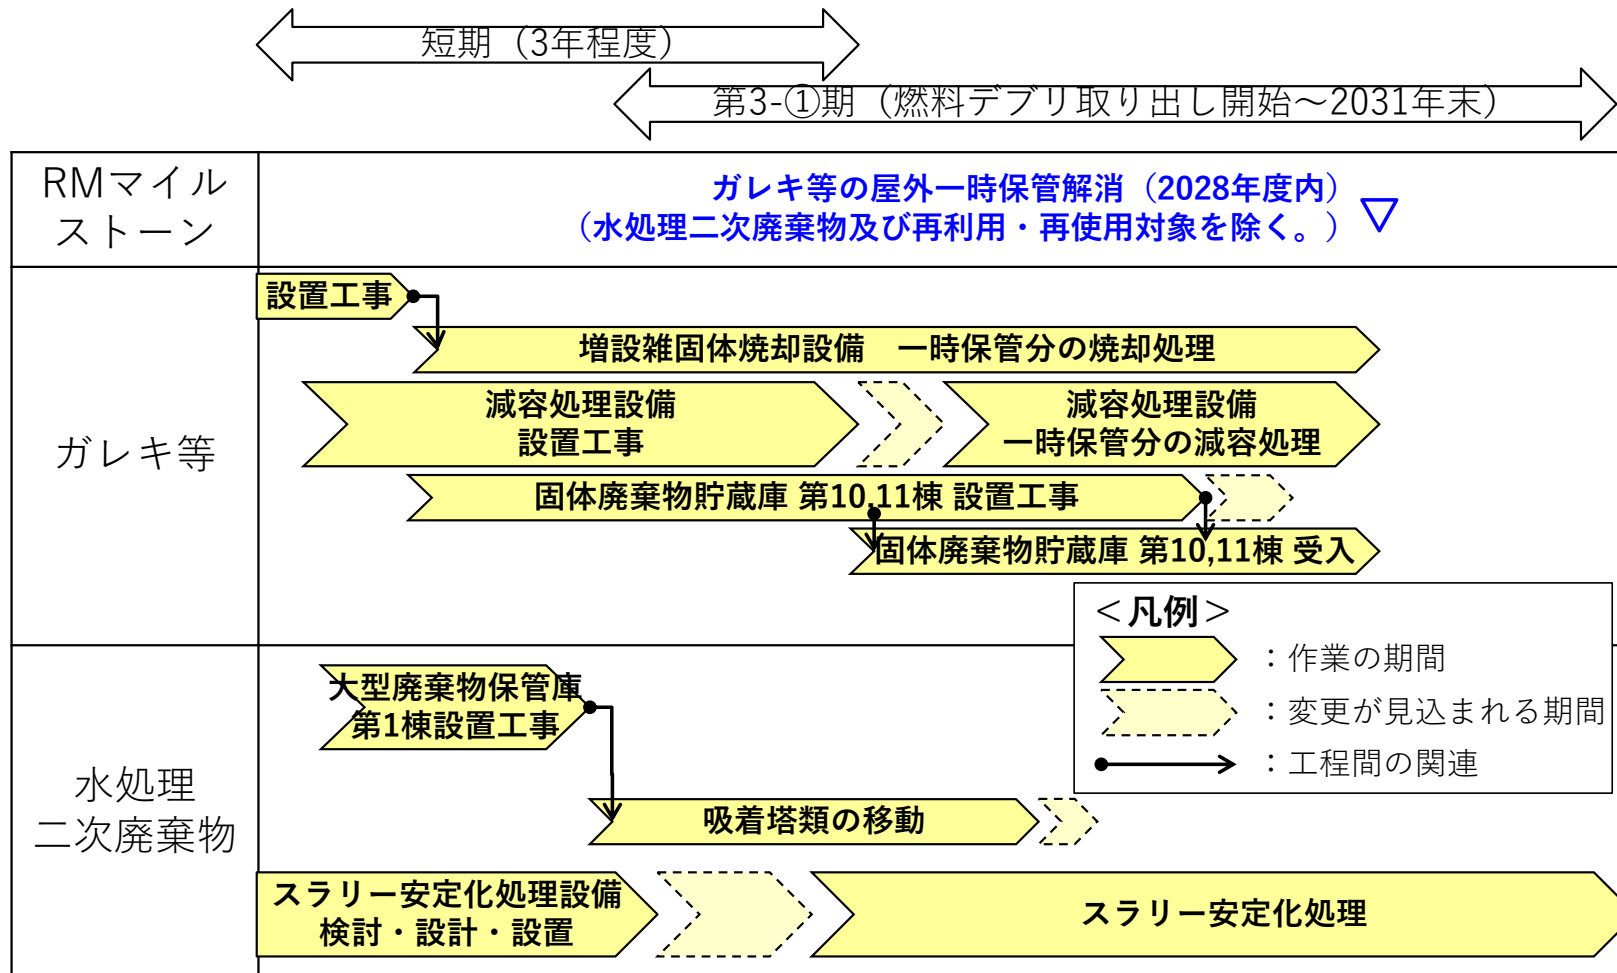 短期（3年程度）
第3-①期（燃料デブリ取り出し開始～2031年末）
RMマイル
ストーン
ガレキ等の屋外一時保管解消（2028年度内）
（水処理二次廃棄物及び再利用・再使用対象を除く。）
ガレキ等
設置工事
増設雑固体焼却設備　一時保管分の焼却処理
減容処理設備
設置工事
減容処理設備
一時保管分の減容処理
固体廃棄物貯蔵庫 第10,11棟 設置工事
固体廃棄物貯蔵庫 第10,11棟 受入
＜凡例＞
：作業の期間
：変更が見込まれる期間
：工程間の関連
水処理
二次廃棄物
大型廃棄物保管庫
第1棟設置工事
吸着塔類の移動
スラリー安定化処理設備
検討・設計・設置
スラリー安定化処理